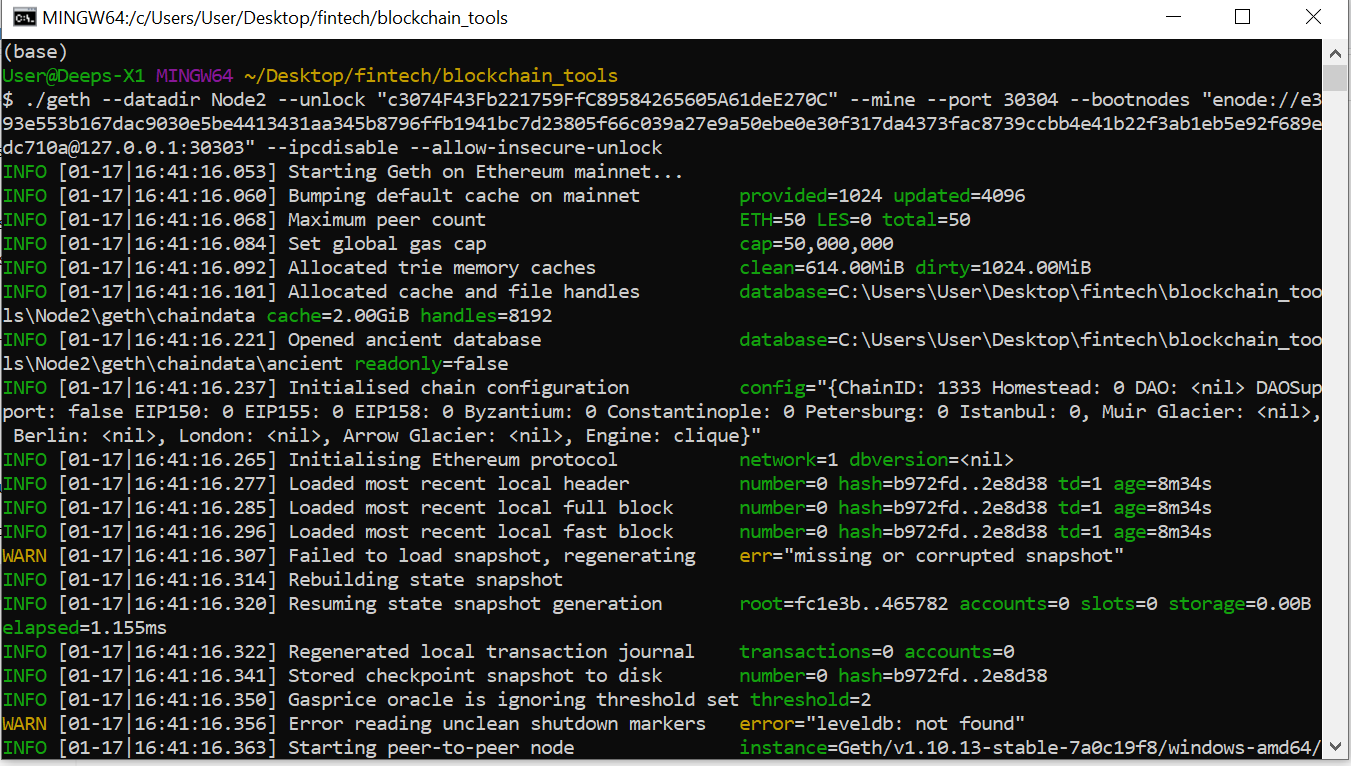 MINGW64:/c/Users/User/Desktop/fintech/blockchain_tools
(base)
User@Deeps-X1 MINGW64 ~/Desktop/fintech/blockchain_tools
$ ./geth --datadir Node2 --unlock "c3074F43Fb221759FfC89584265605A61deE270C" --mine --port 30304 --bootnodes "enode://e3
93e553b167dac9030e5be4413431aa345b8796ffb1941bc7d23805f66c039a27e9a50ebe0e30f317da4373fac8739ccbb4e41b22f3ab1eb5e92f689e
dc710a@127.0.0.1:30303" --ipcdisable --allow-insecure-unlock
INFO [01-17|16:41:16.053] Starting Geth on Ethereum mainnet...
INFO [01-17|16:41:16.060] Bumping default cache on mainnet provided=1024 updated=4096
INFO [01-17|16:41:16.068] Maximum peer count ETH=50 LES=0 total=50
INFO [01-17|16:41:16.084] Set global gas cap cap=50,000,000
INFO [01-17|16:41:16.092] Allocated trie memory caches clean=614.00MiB dirty=1024.00MiB
INFO [01-17|16:41:16.101] Allocated cache and file handles database=C:\Users\User\Desktop\fintech\blockchain_too
ls\Node2\geth\chaindata cache=2.00GiB handles=8192
INFO [01-17|16:41:16.221] Opened ancient database database=C:\Users\User\Desktop\fintech\blockchain_too
ls\Node2\geth\chaindata\ancient readonly=false
INFO [01-17|16:41:16.237] Initialised chain configuration config="{ChainID: 1333 Homestead: 0 DAO: <nil> DAOSup
port: false EIP150: 0 EIP155: 0 EIP158: 0 Byzantium: 0 Constantinople: 0 Petersburg: 0 Istanbul: 0, Muir Glacier: <nil>,
Berlin: <nil>, London: <nil>, Arrow Glacier: <nil>, Engine: clique}"
INFO [01-17|16:41:16.265] Initialising Ethereum protocol network=1 dbversion=<nil>
INFO [01-17|16:41:16.277] Loaded most recent local header number=0 hash=b972fd..2e8d38 td=1 age=8m34s
INFO [01-17|16:41:16.285] Loaded most recent local full block number=0 hash=b972fd..2e8d38 td=1 age=8m34s
INFO [01-17|16:41:16.296] Loaded most recent local fast block number=0 hash=b972fd..2e8d38 td=1 age=8m34s
WARN [01-17|16:41:16.307] Failed to load snapshot, regenerating err="missing or corrupted snapshot"
INFO [01-17|16:41:16.314] Rebuilding state snapshot
INFO [01-17|16:41:16.320] Resuming state snapshot generation root=fc1e3b..465782 accounts=0 slots=0 storage=0.00B
elapsed=1.155ms
INFO [01-17|16:41:16.322] Regenerated local transaction journal transactions=0 accounts=0
INFO [01-17|16:41:16.341] Stored checkpoint snapshot to disk number=0 hash=b972fd..2e8d38
INFO [01-17|16:41:16.350] Gasprice oracle is ignoring threshold set threshold=2
WARN [01-17|16:41:16.356] Error reading unclean shutdown markers error="leveldb: not found"
INFO [01-17|16:41:16.363] Starting peer-to-peer node instance=Geth/v1.10.13-stable-7a0c19f8/windows-amd64/